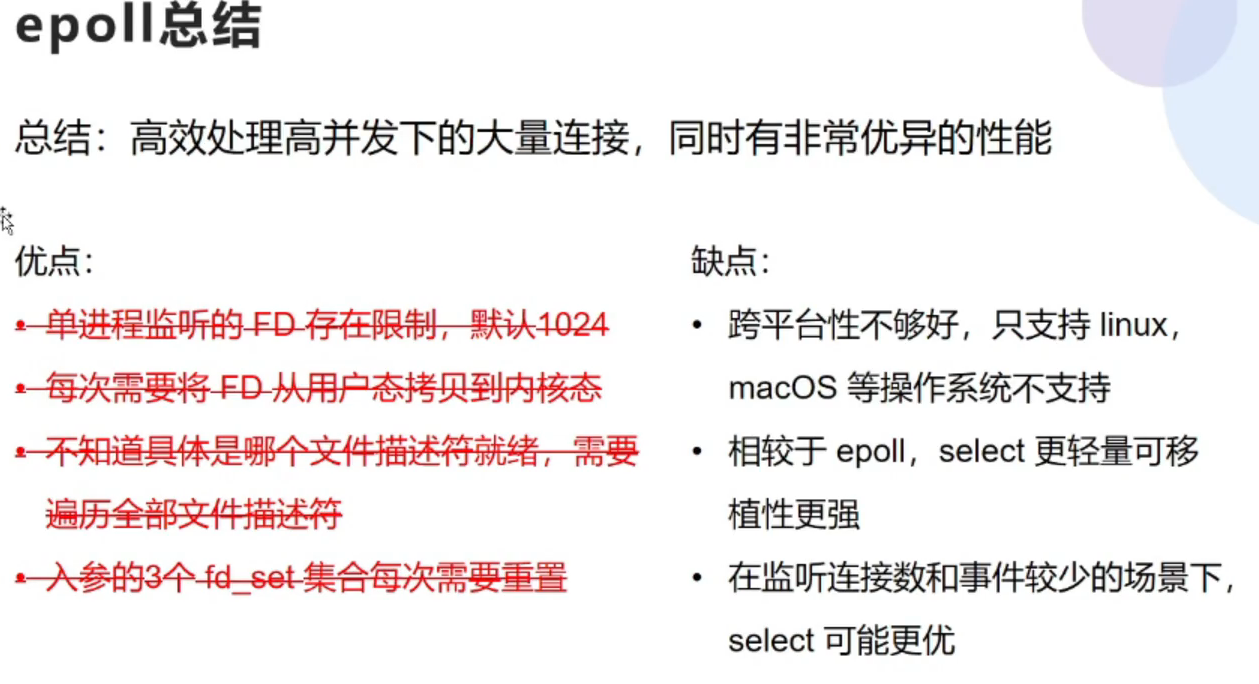 epoll总结
总结：高效处理高并发下的大量连接，同时有非常优异的性能
优点：
• 单进程监听的 FD 存在限制，默认1024
• 每次需要将 FD 从用户态拷贝到内核态
• 不知道具体是哪个文件描述符就绪，需要
遍历全部文件描述符
• 入参的3个 fd_set 集合每次需要重置
缺点：
• 跨平台性不够好，只支持 linux，
macOS 等操作系统不支持
• 相较于 epoll，select 更轻量可移
植性更强
• 在监听连接数和事件较少的场景下，
select 可能更优